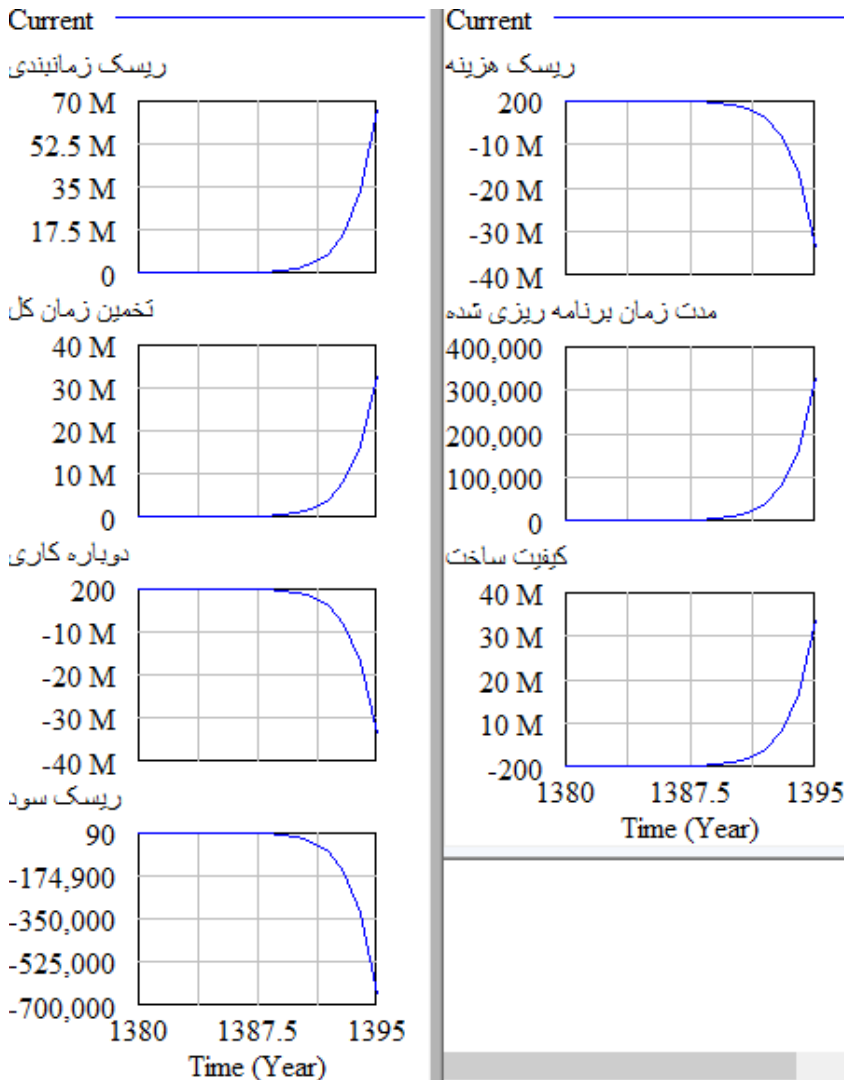 Current
ریسک زمانبندی
70 M
52.5 M
35 M
17.5 M
0
تخمین زمان کل
40 M
30 M
20 M
10 M
0
دوباره کاری
200
-10 M
-20 M
-30 M
-40 M
ریسک سود
90
-174,900
-350,000
-525,000
-700,000
1380 1387.5 1395
Time (Year)
Current
ریسک هزینه
200
-10 M
-20 M
-30 M
-40 M
مدت زمان برنامه ریزی شده
400,000
300,000
200,000
100,000
0
کیفیت ساخت
40 M
30 M
20 M
10 M
-200
1380 1387.5 1395
Time (Year)